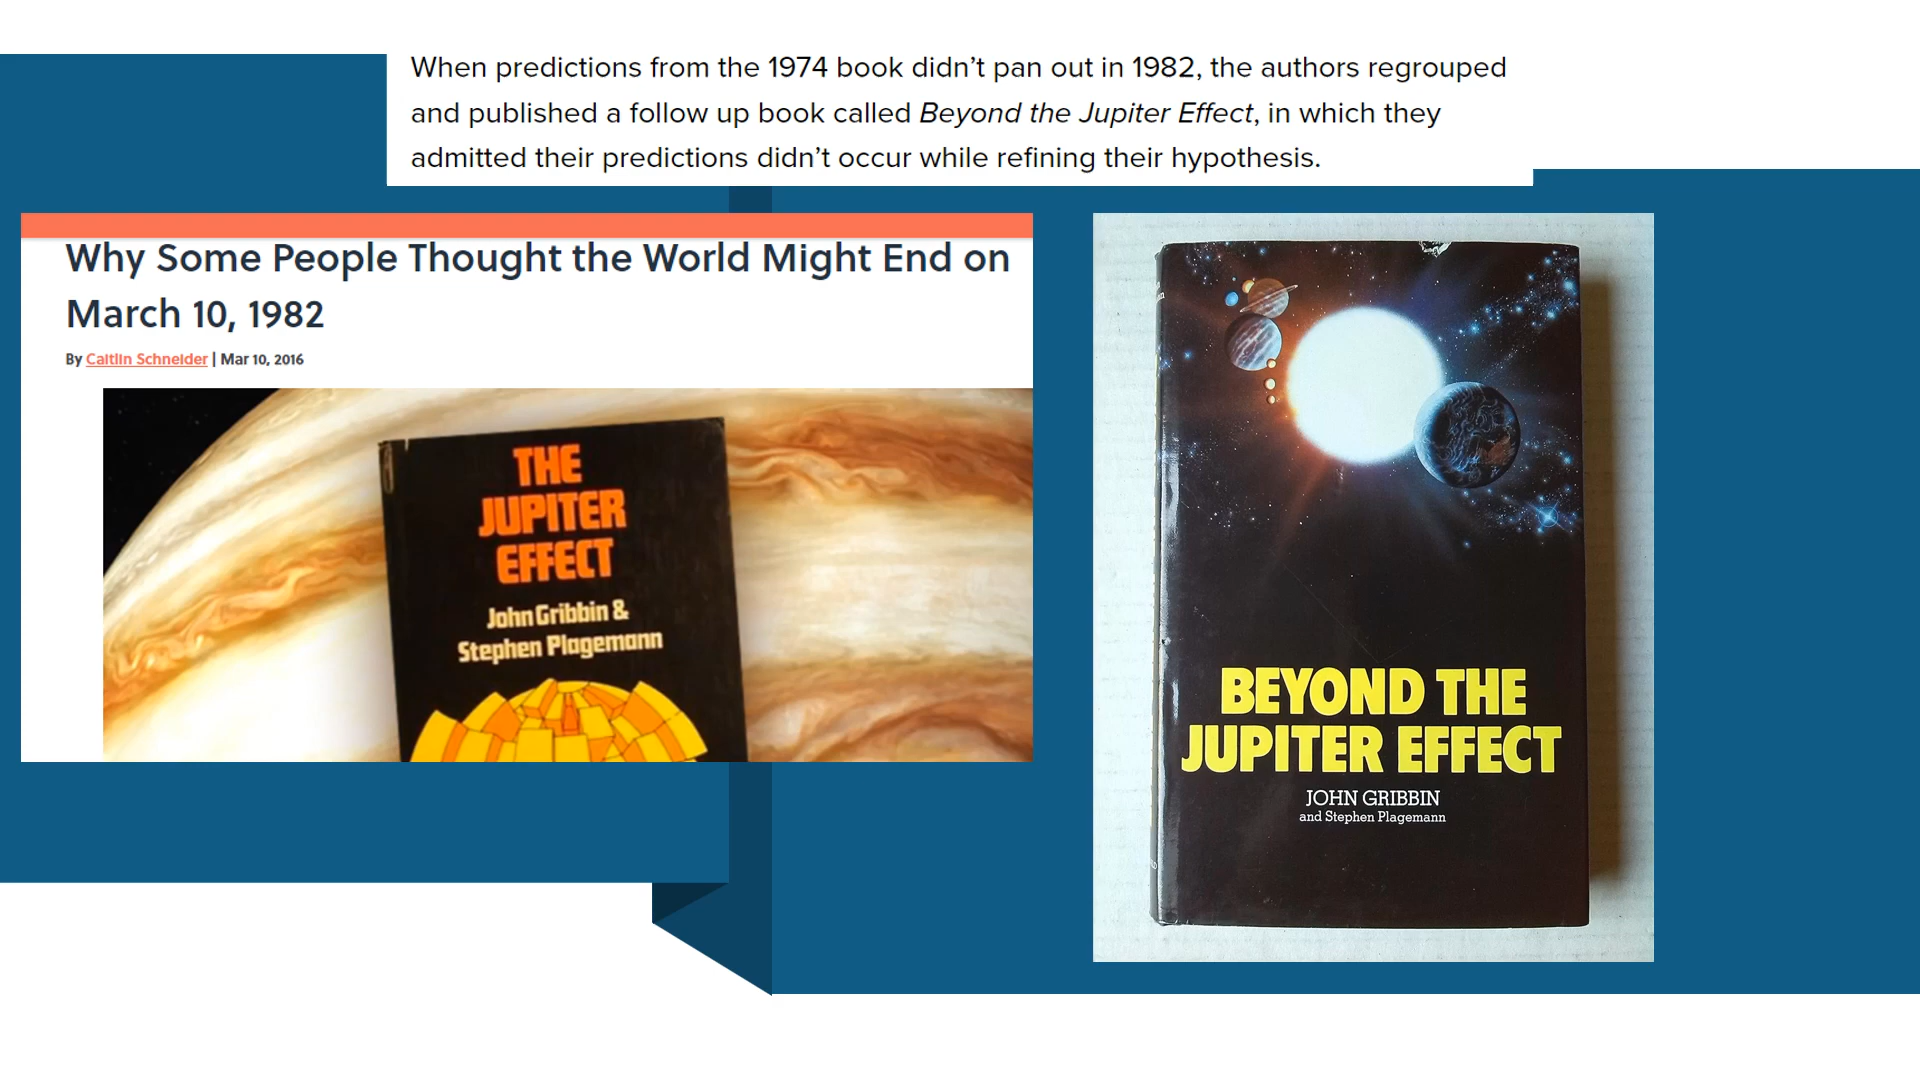 When predictions from the 1974 book didn’t pan out in 1982, the authors regrouped
and published a follow up book called Beyond the Jupiter Effect, in which they
admitted their predictions didn’t occur while refining their hypothesis.
Why Some People Thought the World Might End on
March 10, 1982
By Caitlin Schneider | Mar 10, 2016
THE
JUPITER
EFFECT
John Gribbin &
Stephen Plagemann
BEYOND THE
JUPITER EFFECT
JOHN GRIBBIN
and Stephen Plagemann